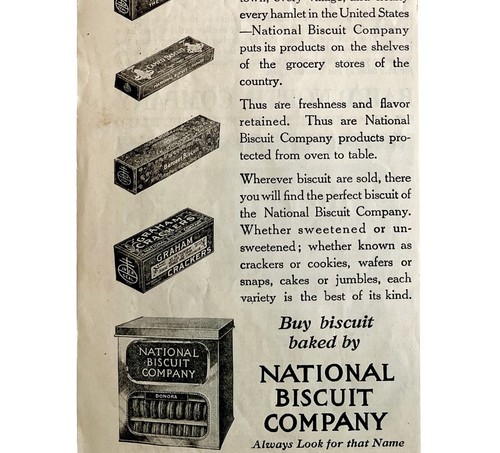 every hamlet in the United States
—National Biscuit Company
puts its products on the shelves
of the grocery stores of the
country.
Thus are freshness and flavor
retained. Thus are National
Biscuit Company products pro-
tected from oven to table.
Wherever biscuit are sold, there
you will find the perfect biscuit of
the National Biscuit Company.
Whether sweetened or un-
sweetened; whether known as
crackers or cookies, wafers or
snaps, cakes or jumbles, each
variety is the best of its kind.
GRAHAM
CRACKERS
GRAHAM
CRACKERS
NATIONAL
BISCUIT
COMPANY
DONORA
Buy biscuit
baked by
NATIONAL
BISCUIT
COMPANY
Always Look for that Name